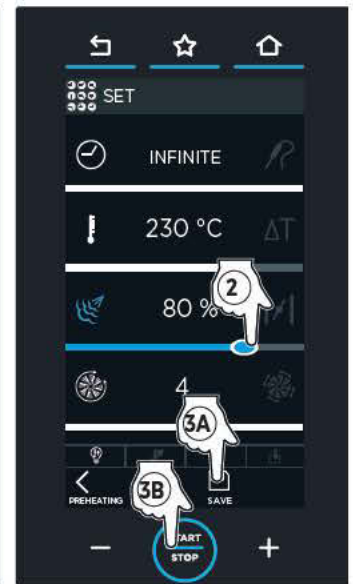 SET
INFINITE
230 °C ΔT
80 %
2
4
3A
3B
PREHEATING SAVE
START
STOP
− +